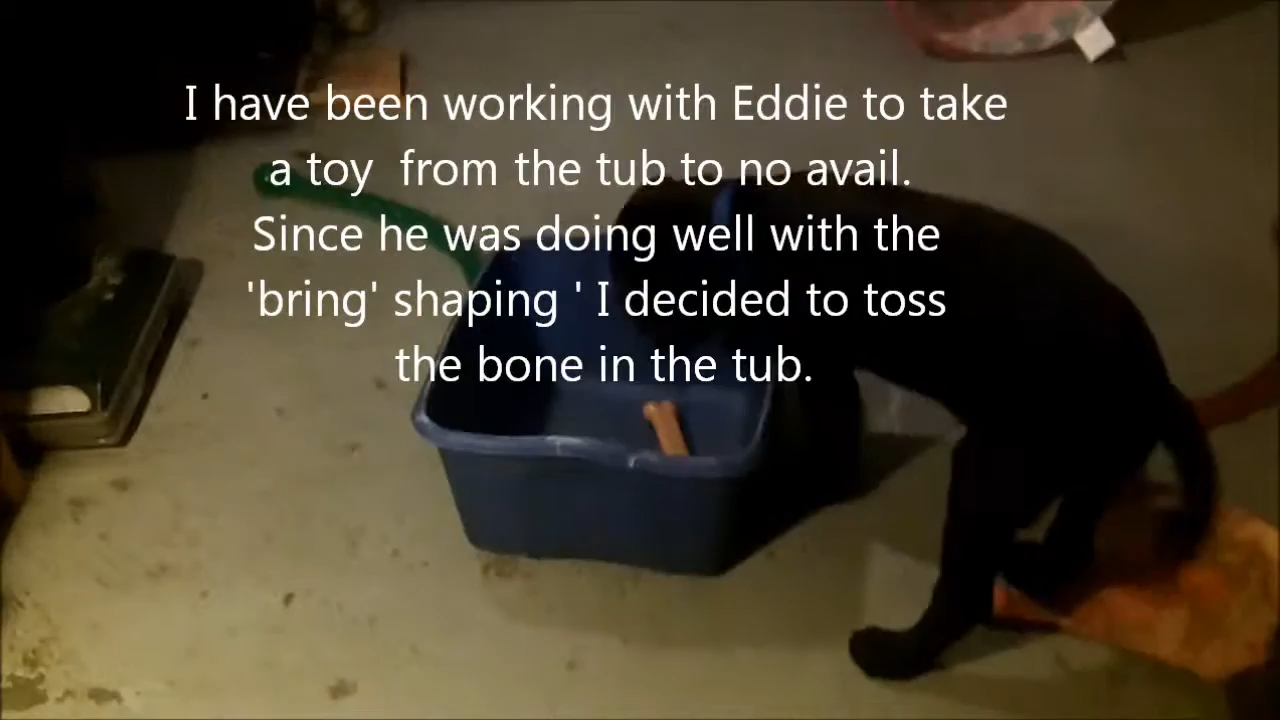 I have been working with Eddie to take
a toy  from the tub to no avail.
Since he was doing well with the
'bring' shaping ' I decided to toss
the bone in the tub.